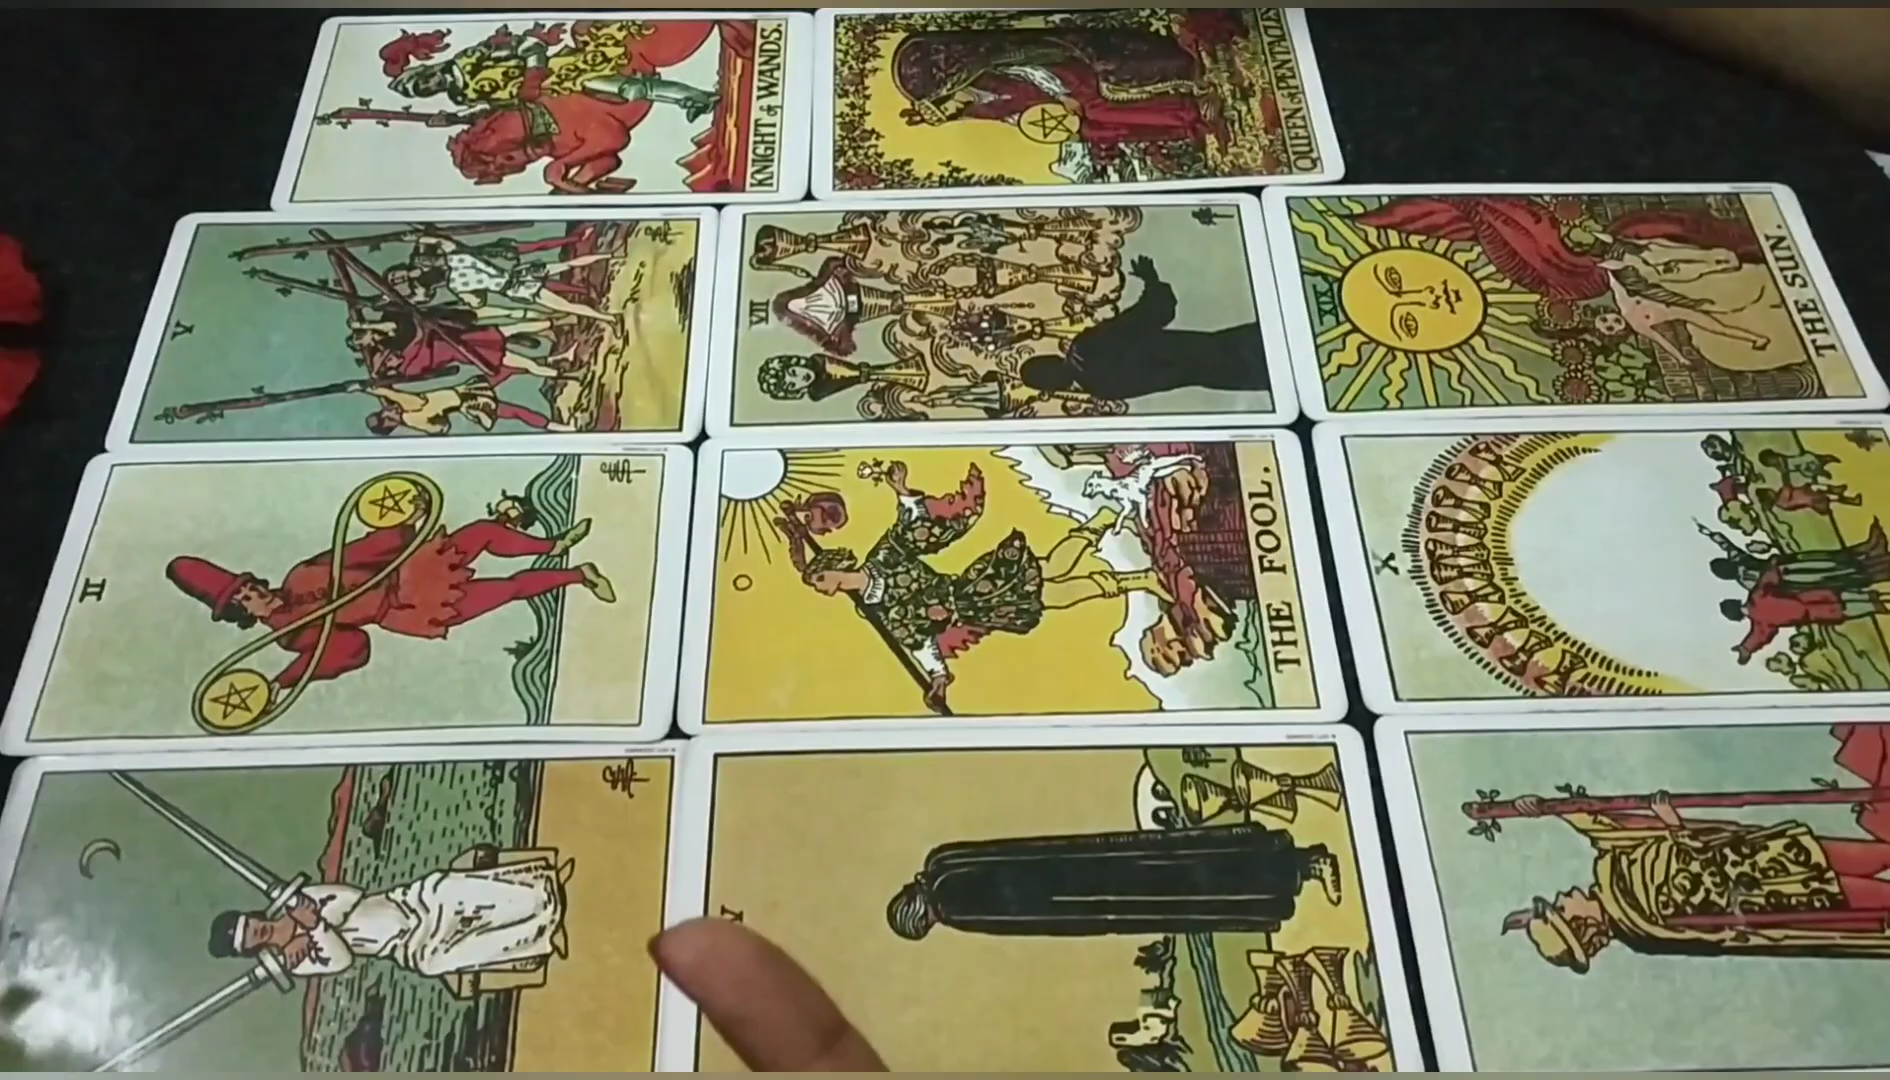 KNIGHT of WANDS.
QUEEN of PENTACLES
V
VII
XIX
THE SUN.
II
THE FOOL.
X
V